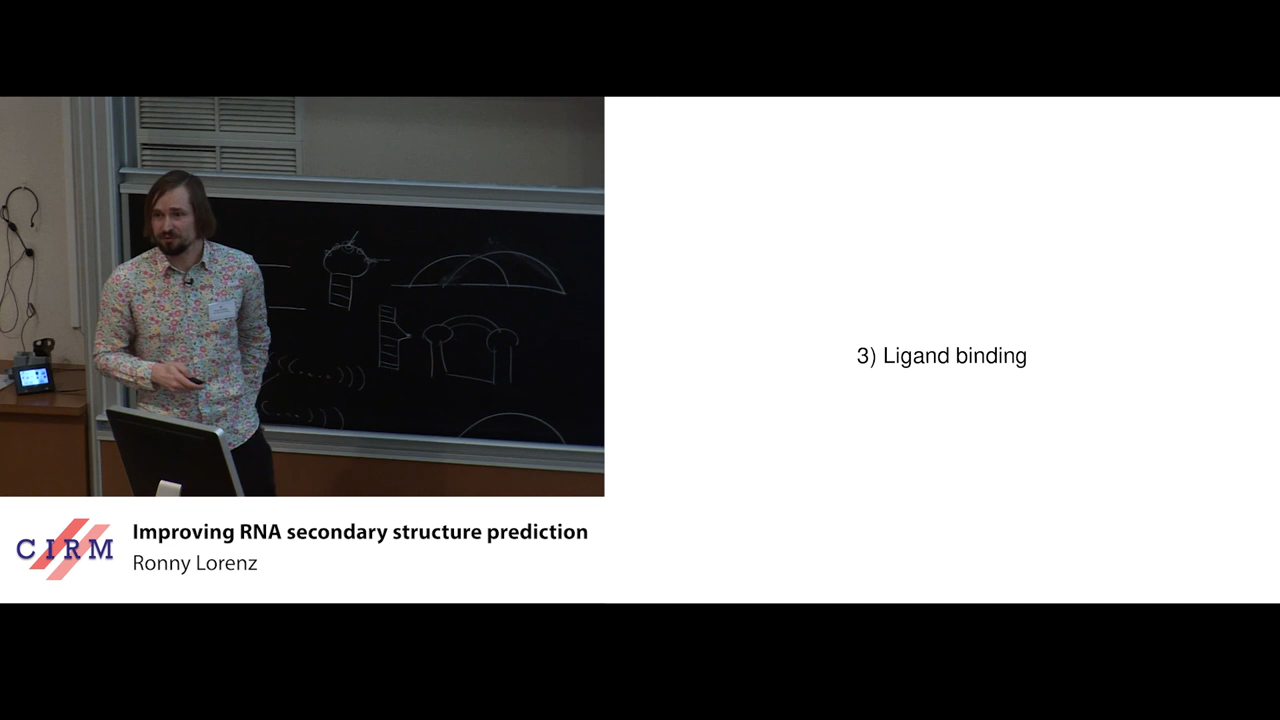 3) Ligand binding
CIRM
Improving RNA secondary structure prediction
Ronny Lorenz